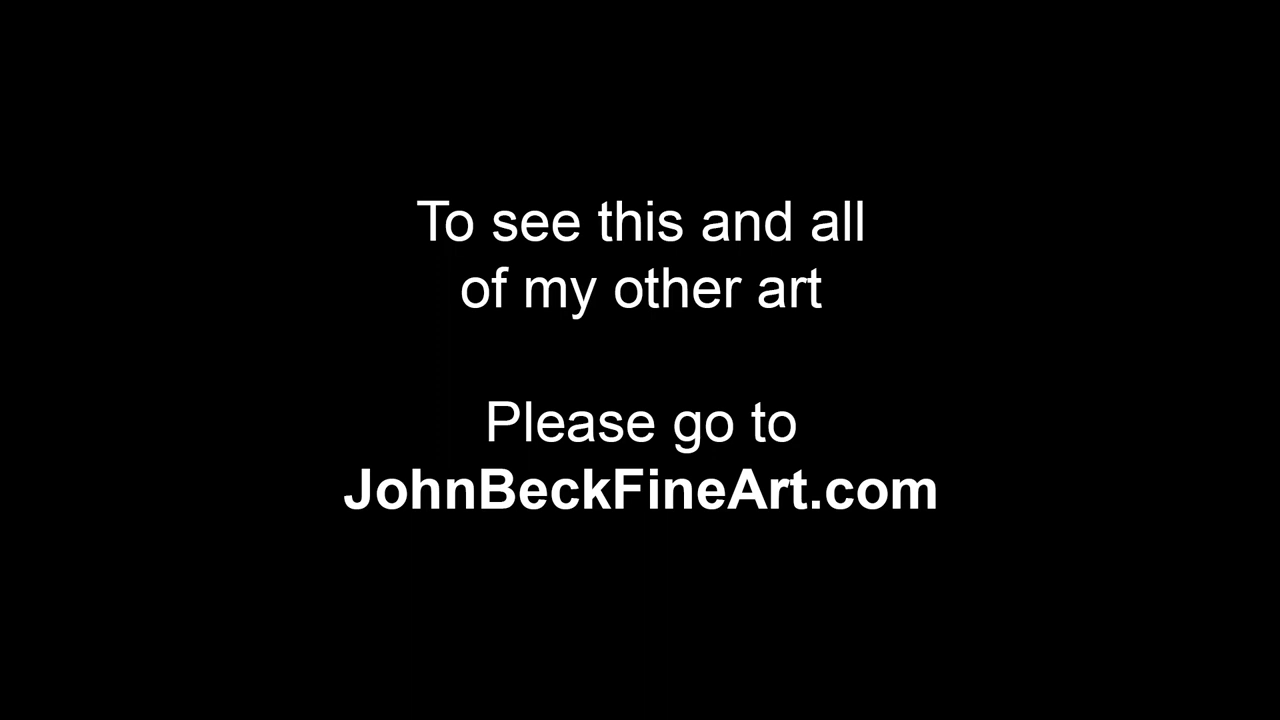 To see this and all
of my other art
Please go to
JohnBeckFineArt.com